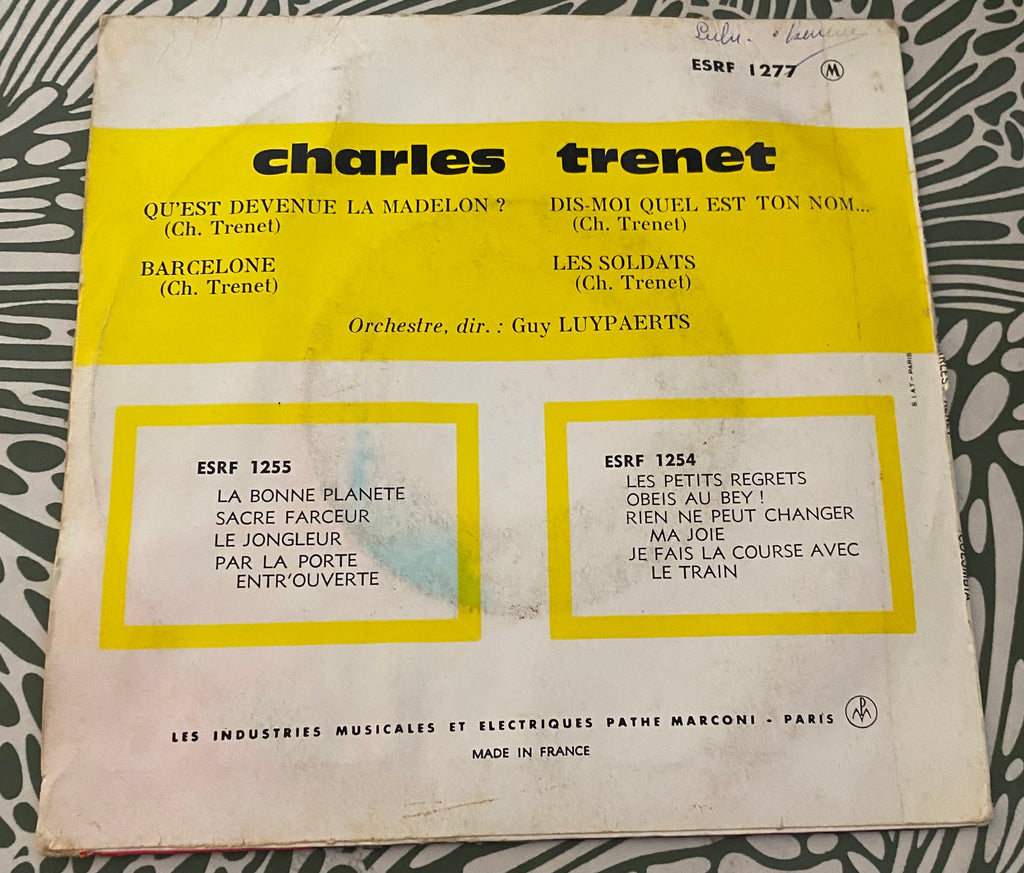 ESRF 1277 M
charles trenet
QU'EST DEVENUE LA MADELON ?
(Ch. Trenet)
BARCELONE
(Ch. Trenet)
DIS-MOI QUEL EST TON NOM...
(Ch. Trenet)
LES SOLDATS
(Ch. Trenet)
Orchestre, dir. : Guy LUYPAERTS
S.I.A.T - PARIS
ESRF 1255
LA BONNE PLANETE
SACRE FARCEUR
LE JONGLEUR
PAR LA PORTE
ENTR'OUVERTE
ESRF 1254
LES PETITS REGRETS
OBEIS AU BEY !
RIEN NE PEUT CHANGER
MA JOIE
JE FAIS LA COURSE AVEC
LE TRAIN
LES INDUSTRIES MUSICALES ET ELECTRIQUES PATHE MARCONI - PARIS
MADE IN FRANCE